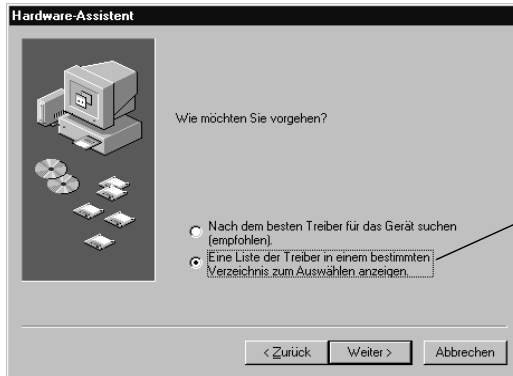 Hardware-Assistent
Wie möchten Sie vorgehen?
Nach dem besten Treiber für das Gerät suchen
(empfohlen).
Eine Liste der Treiber in einem bestimmten
Verzeichnis zum Auswählen anzeigen.
< Zurück Weiter > Abbrechen